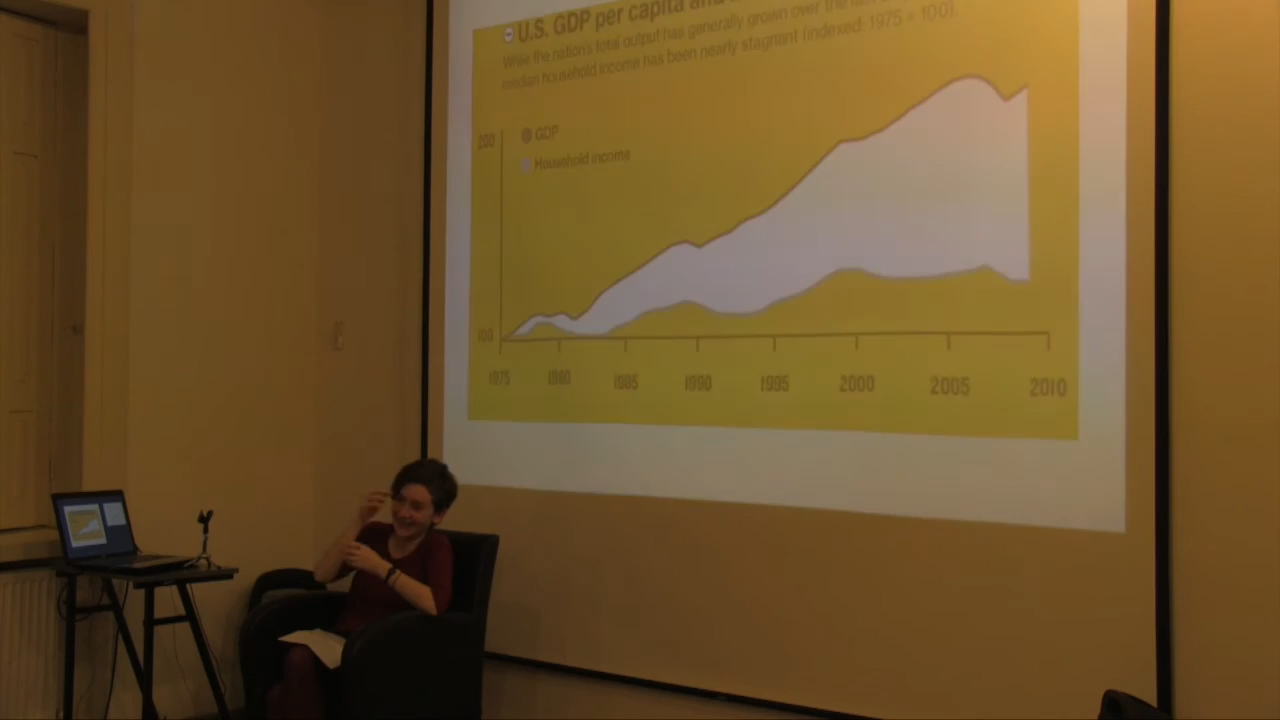 U.S. GDP per capita and
While the nation's total output has generally grown over the
median household income has been nearly stagnant (indexed: 1975 = 100).
200
GDP
Household income
100
1975 1980 1985 1990 1995 2000 2005 2010